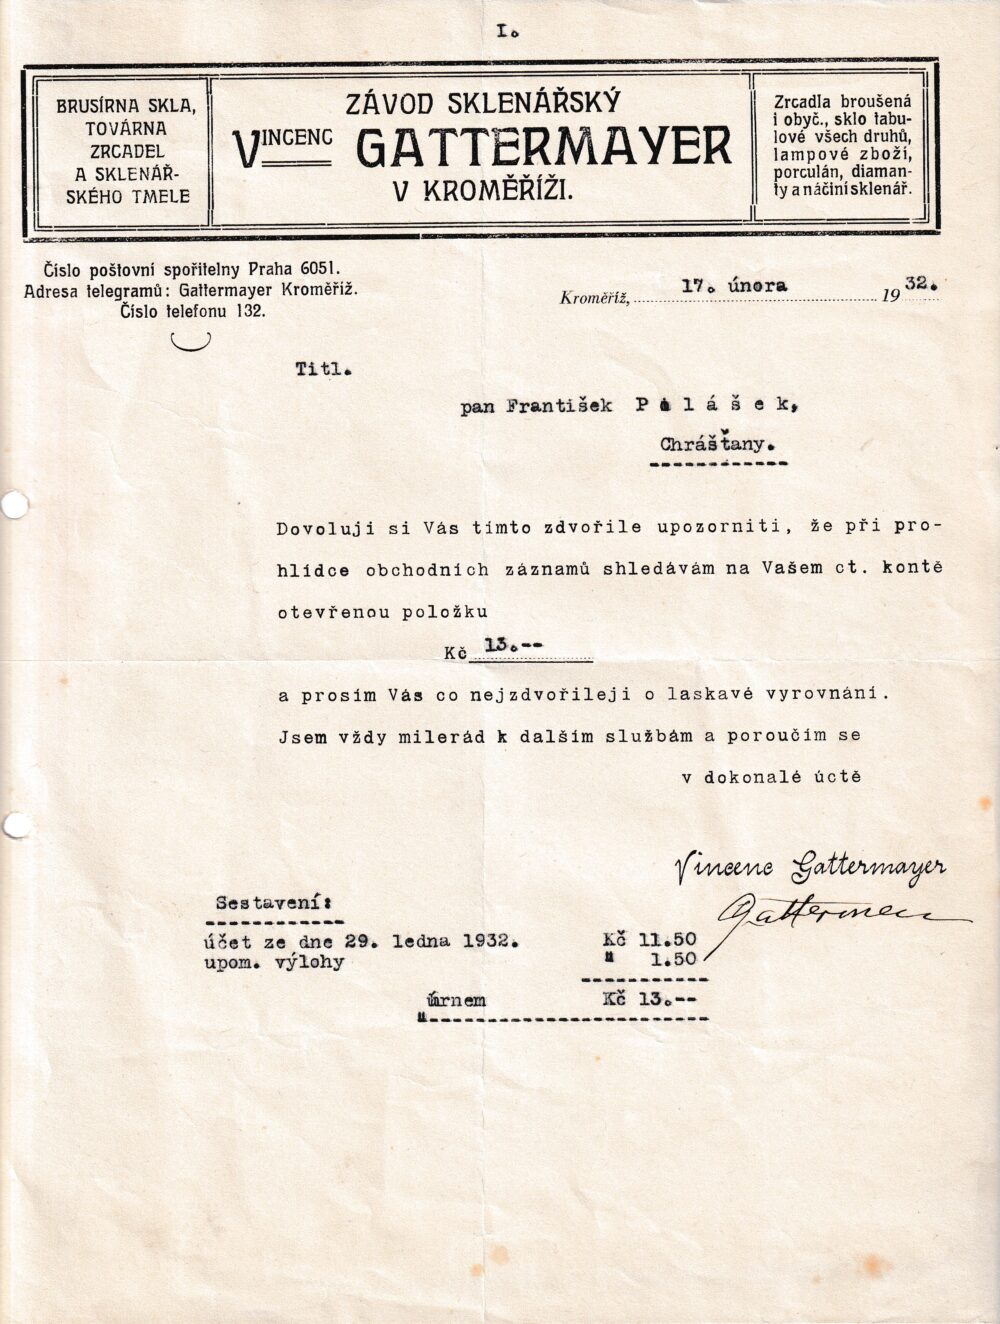 I.
BRUSÍRNA SKLA,
TOVÁRNA
ZRCADEL
A SKLENÁŘ-
SKÉHO TMELE
ZÁVOD SKLENÁŘSKÝ
VINCENC GATTERMAYER
V KROMĚŘÍŽI.
Zrcadla broušená
i obyč., sklo tabu-
lové všech druhů,
lampové zboží,
porculán, diaman-
ty a náčiní sklenář.
Číslo poštovní spořitelny Praha 6051.
Adresa telegramů: Gattermayer Kroměříž.
Číslo telefonu 132.
Kroměříž, 17. února 1932.
Titl.
pan František P i l á š e k,
Chrášťany.
Dovoluji si Vás tímto zdvořile upozorniti, že při pro-
hlídce obchodních záznamů shledávám na Vašem ct. kontě
otevřenou položku
Kč 13.--
a prosím Vás co nejzdvořileji o laskavé vyrovnání.
Jsem vždy milerád k dalším službám a poroučím se
v dokonalé úctě
Vincenc Gattermayer
Sestavení:
účet ze dne 29. ledna 1932. Kč 11.50
upom. výlohy " 1.50
úrnem Kč 13.--